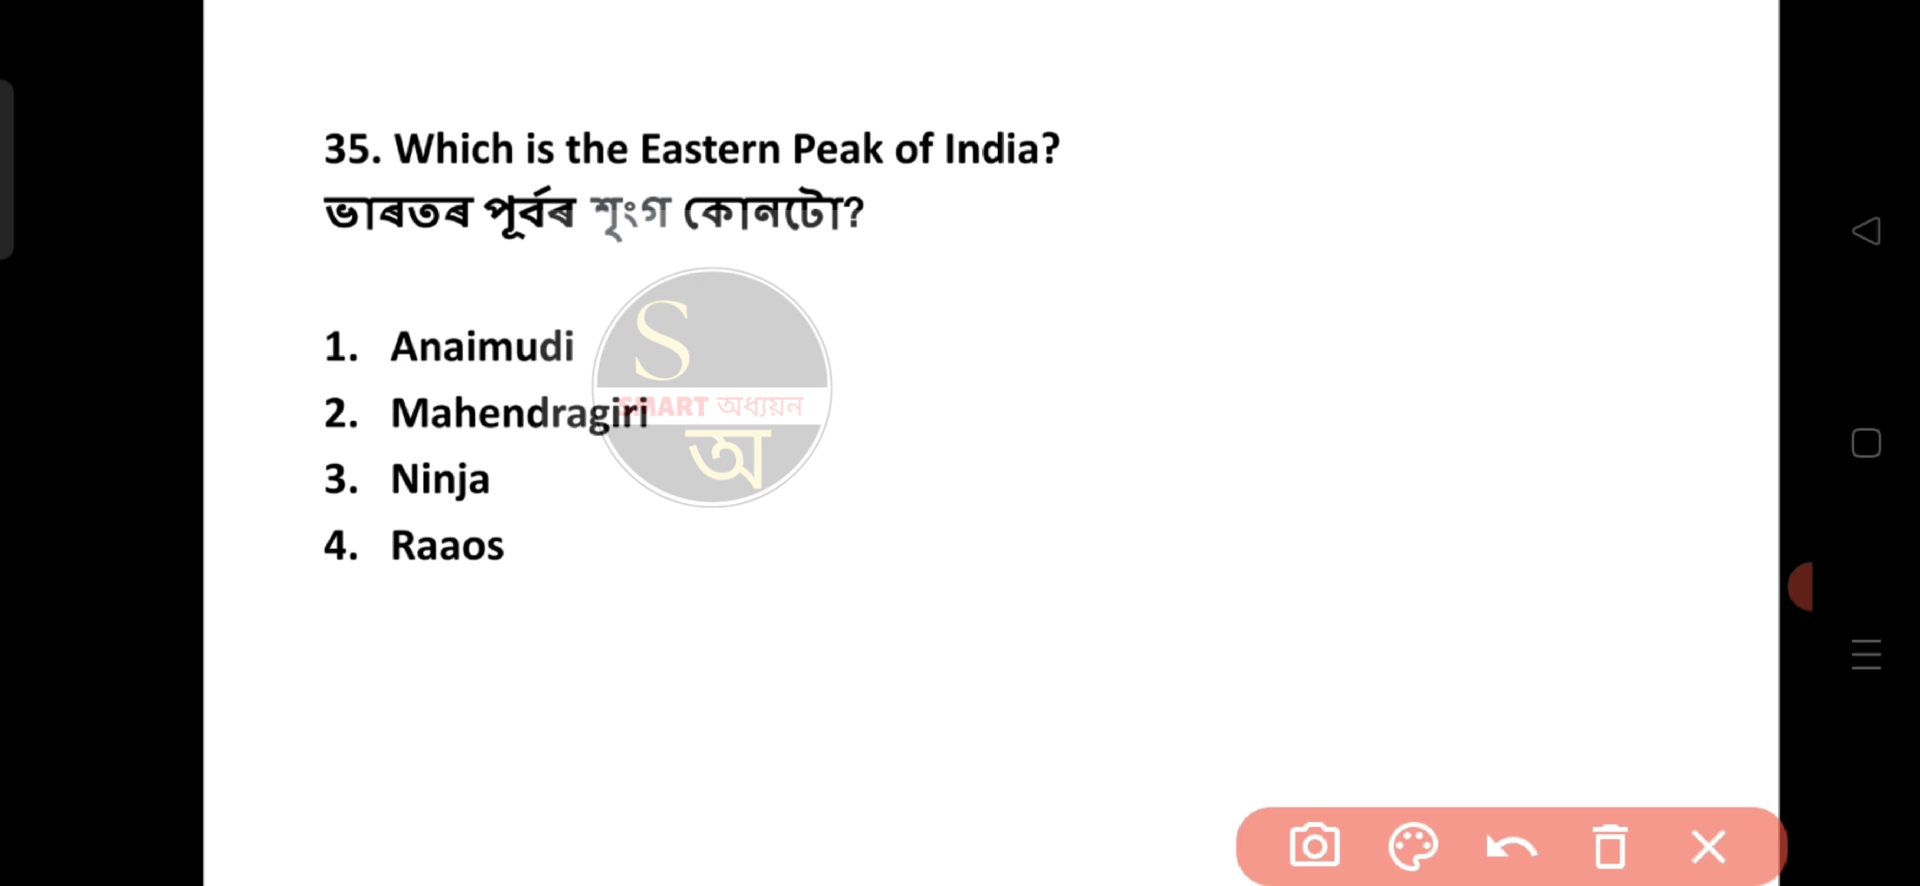 35. Which is the Eastern Peak of India?
ভাৰতৰ পূৰ্বৰ শৃংগ কোনটো?
1. Anaimudi
2. Mahendragiri
3. Ninja
4. Raaos
S
SMART অধ্যয়ন
অ